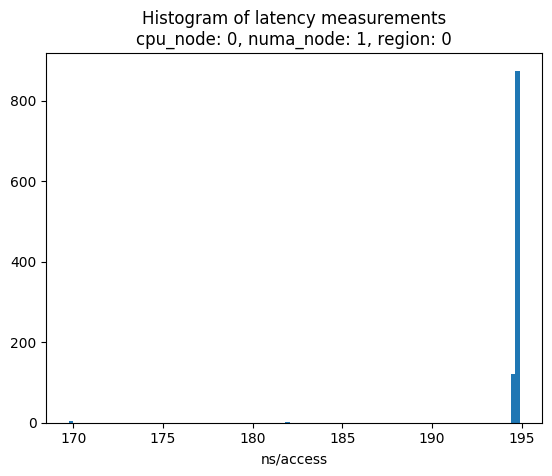 Histogram of latency measurements
cpu_node: 0, numa_node: 1, region: 0
800
600
400
200
0
170 175 180 185 190 195
ns/access